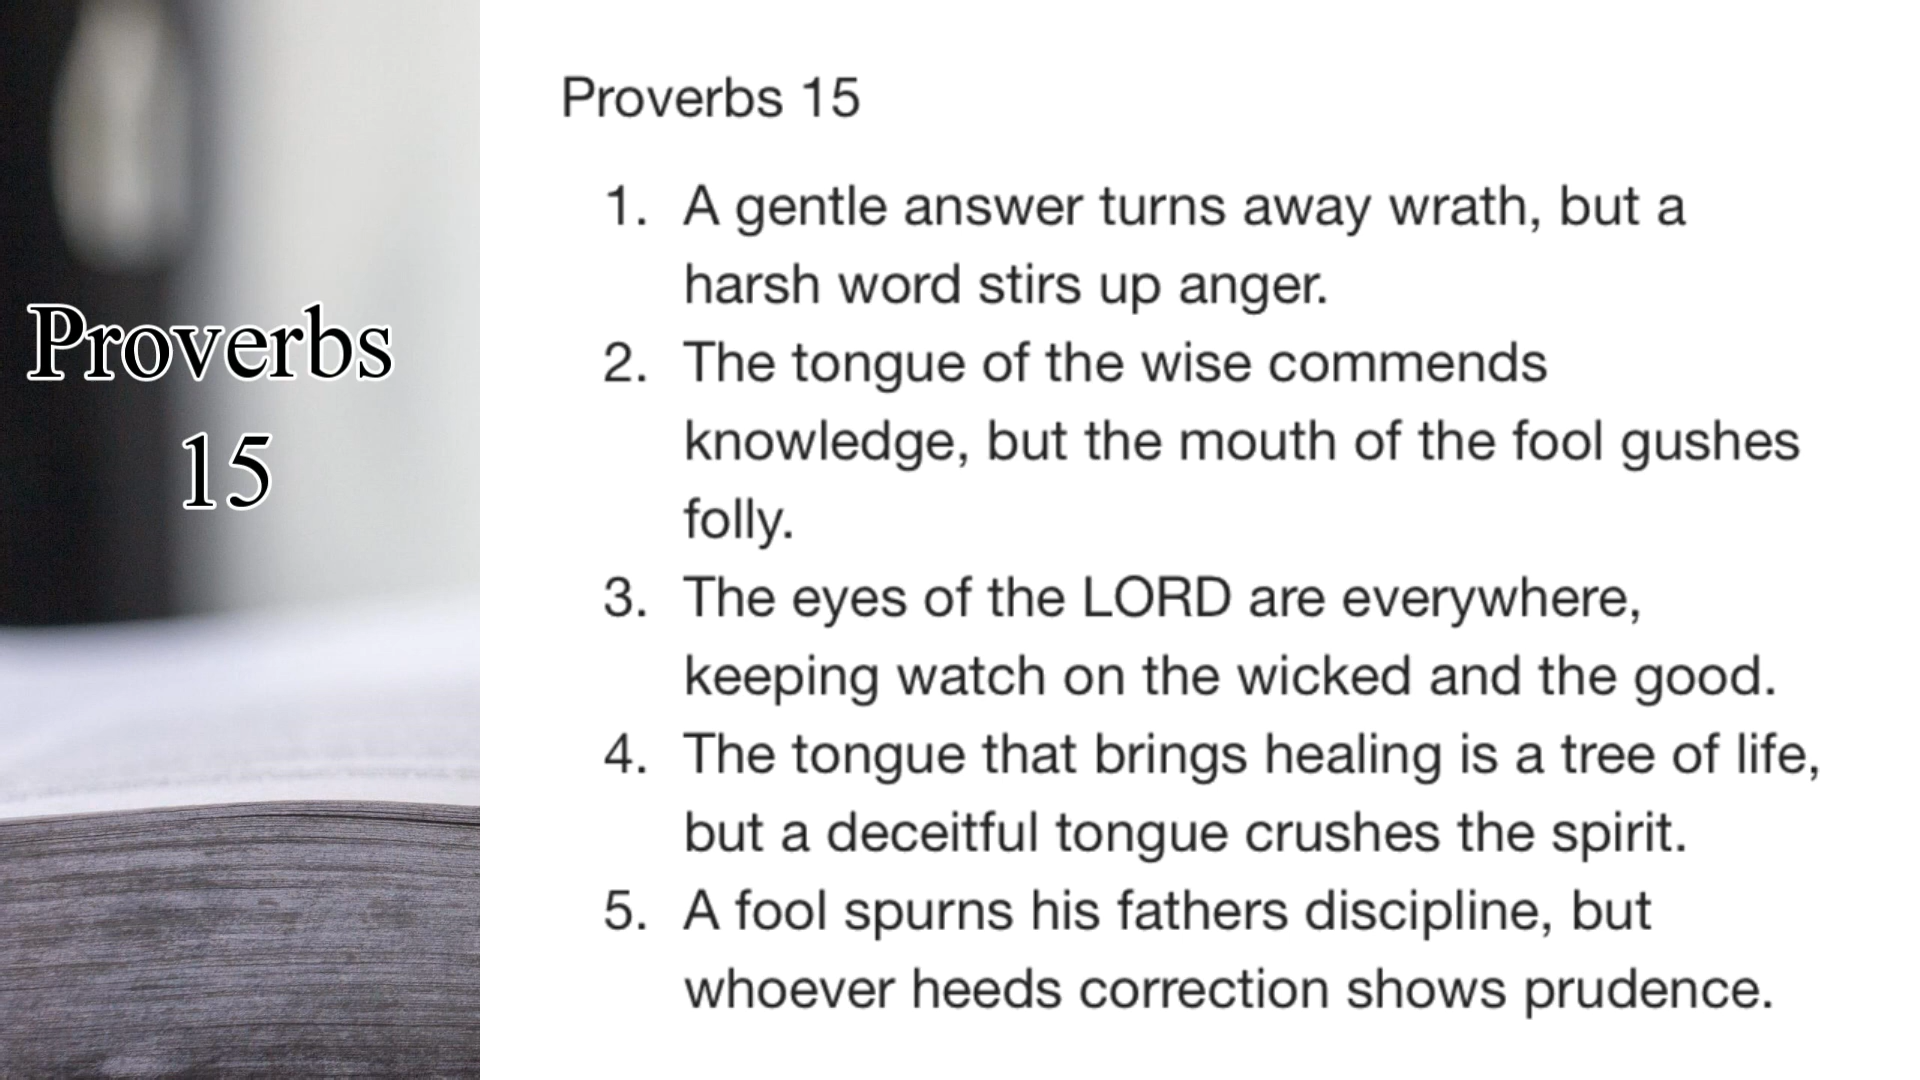 Proverbs
15
Proverbs 15
1. A gentle answer turns away wrath, but a
harsh word stirs up anger.
2. The tongue of the wise commends
knowledge, but the mouth of the fool gushes
folly.
3. The eyes of the LORD are everywhere,
keeping watch on the wicked and the good.
4. The tongue that brings healing is a tree of life,
but a deceitful tongue crushes the spirit.
5. A fool spurns his fathers discipline, but
whoever heeds correction shows prudence.